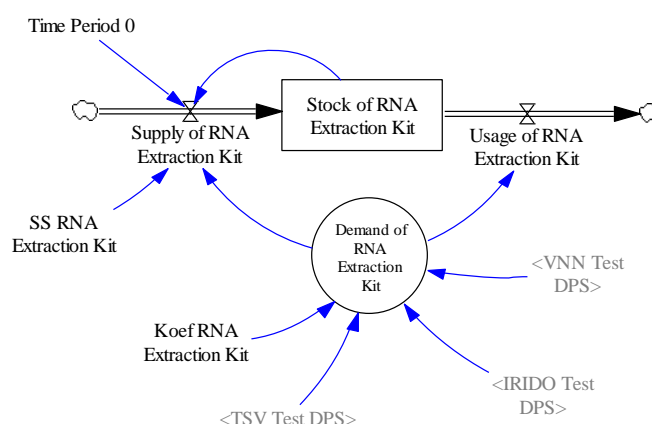 Time Period 0
Stock of RNA
Extraction Kit
Supply of RNA
Extraction Kit
Usage of RNA
Extraction Kit
SS RNA
Extraction Kit
Demand of
RNA
Extraction
Kit
<VNN Test
DPS>
Koef RNA
Extraction Kit
<IRIDO Test
DPS>
<TSV Test DPS>